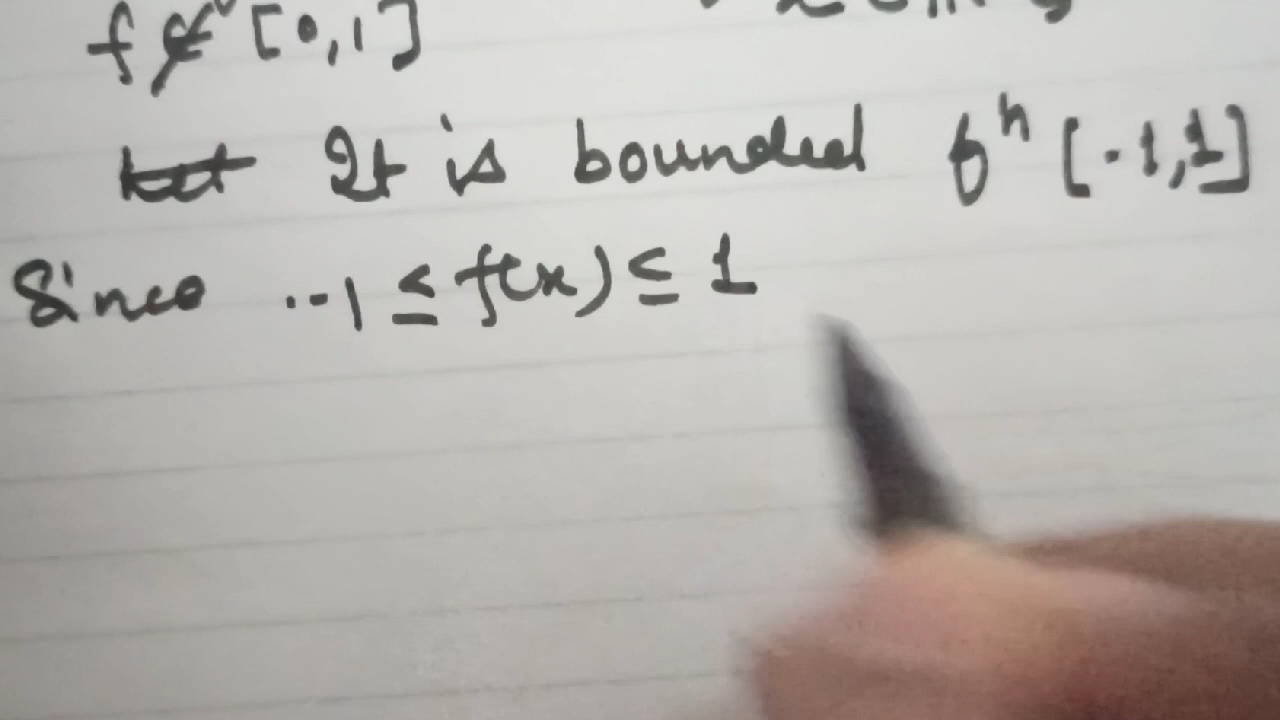 f ∉ [0,1]
It is bounded fⁿ [-1,1]
Since -1 ≤ f(x) ≤ 1